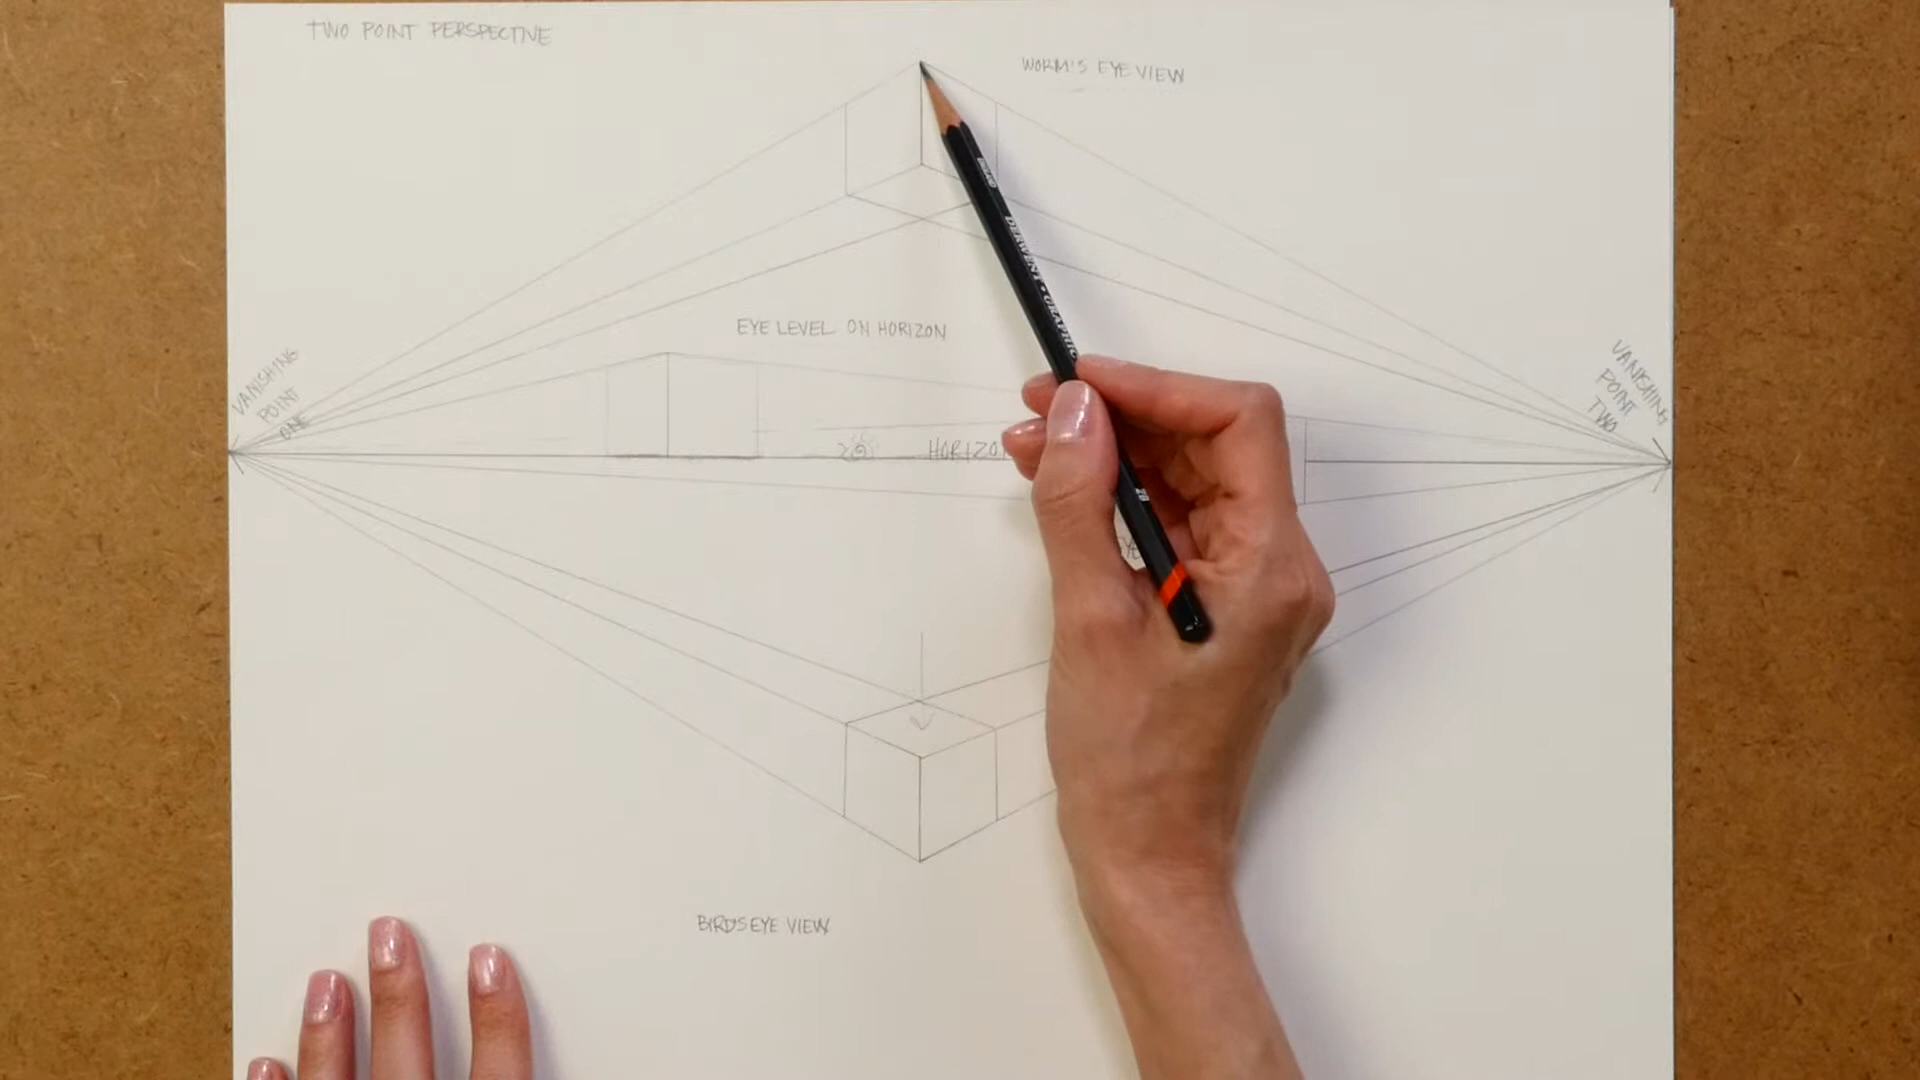 TWO POINT PERSPECTIVE
WORM'S EYE VIEW
EYE LEVEL ON HORIZON
VANISHING
POINT
ONE
VANISHING
POINT
TWO
HORIZO
DERWENT • GRAPHIC
BIRD'S EYE VIEW